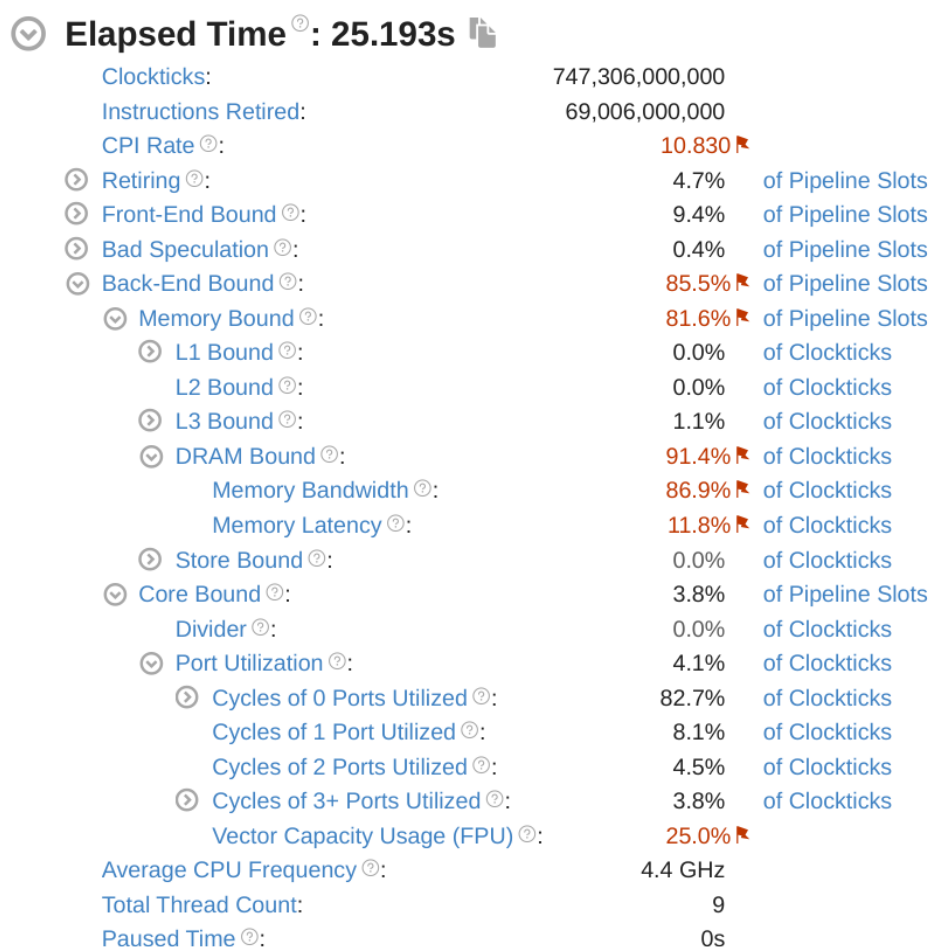 Elapsed Time ?: 25.193s
Clockticks: 747,306,000,000
Instructions Retired: 69,006,000,000
CPI Rate ?: 10.830
Retiring ?: 4.7% of Pipeline Slots
Front-End Bound ?: 9.4% of Pipeline Slots
Bad Speculation ?: 0.4% of Pipeline Slots
Back-End Bound ?: 85.5% of Pipeline Slots
Memory Bound ?: 81.6% of Pipeline Slots
L1 Bound ?: 0.0% of Clockticks
L2 Bound ?: 0.0% of Clockticks
L3 Bound ?: 1.1% of Clockticks
DRAM Bound ?: 91.4% of Clockticks
Memory Bandwidth ?: 86.9% of Clockticks
Memory Latency ?: 11.8% of Clockticks
Store Bound ?: 0.0% of Clockticks
Core Bound ?: 3.8% of Pipeline Slots
Divider ?: 0.0% of Clockticks
Port Utilization ?: 4.1% of Clockticks
Cycles of 0 Ports Utilized ?: 82.7% of Clockticks
Cycles of 1 Port Utilized ?: 8.1% of Clockticks
Cycles of 2 Ports Utilized ?: 4.5% of Clockticks
Cycles of 3+ Ports Utilized ?: 3.8% of Clockticks
Vector Capacity Usage (FPU) ?: 25.0%
Average CPU Frequency ?: 4.4 GHz
Total Thread Count: 9
Paused Time ?: 0s